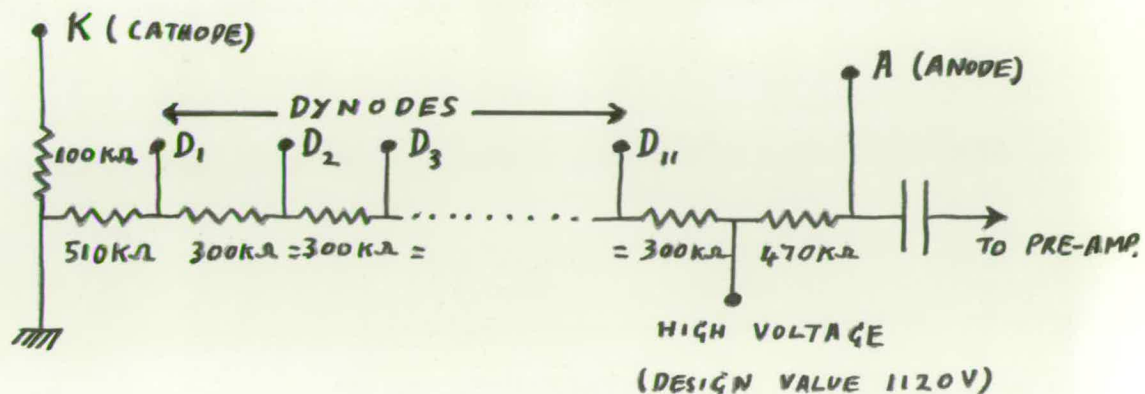 K (CATHODE)
A (ANODE)
DYNODES
100KΩ D₁ D₂ D₃ D₁₁
510KΩ 300KΩ = 300KΩ = = 300KΩ 470KΩ TO PRE-AMP.
HIGH VOLTAGE
(DESIGN VALUE 1120V)